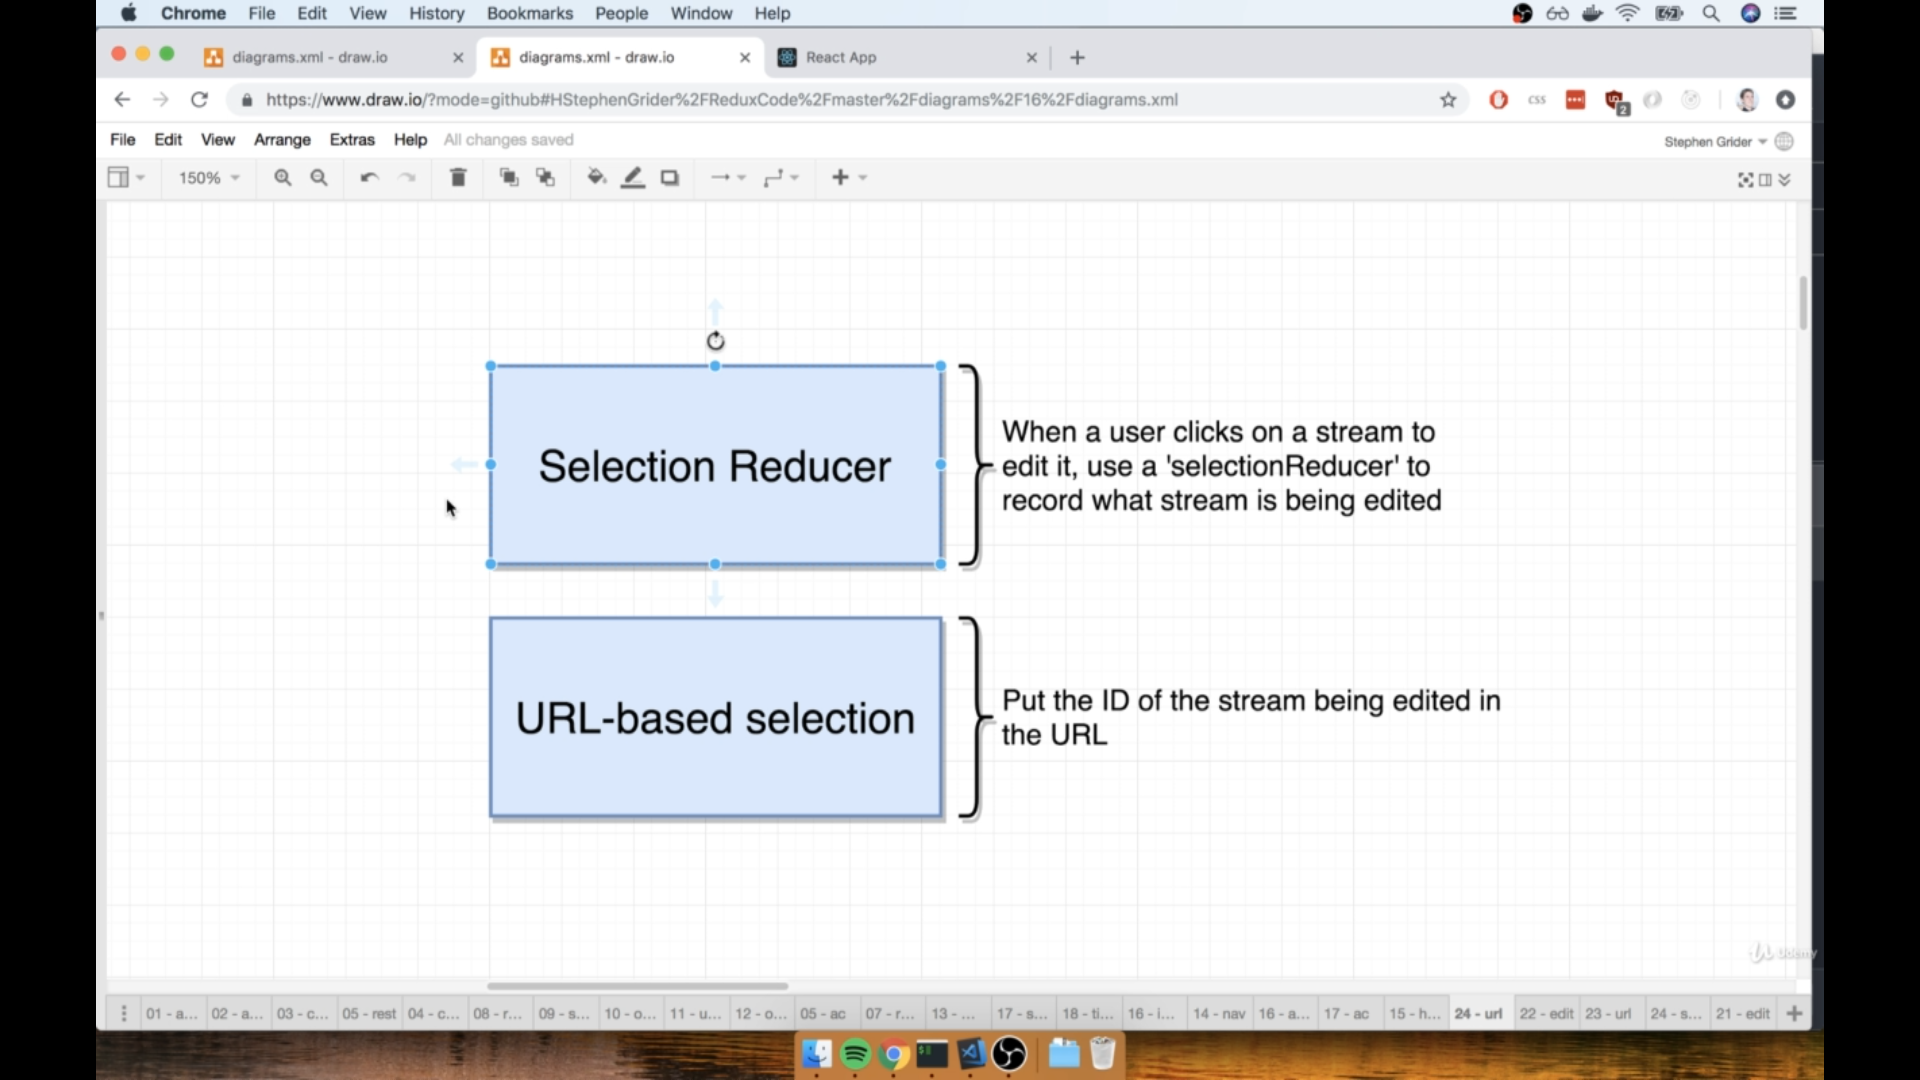 Chrome File Edit View History Bookmarks People Window Help
diagrams.xml - draw.io diagrams.xml - draw.io React App
https://www.draw.io/?mode=github#HStephenGrider%2FReduxCode%2Fmaster%2Fdiagrams%2F16%2Fdiagrams.xml css 2
File Edit View Arrange Extras Help All changes saved Stephen Grider
150%
Selection Reducer
When a user clicks on a stream to
edit it, use a 'selectionReducer' to
record what stream is being edited
URL-based selection
Put the ID of the stream being edited in
the URL
Udemy
01 - a... 02 - a... 03 - c... 05 - rest 04 - c... 08 - r... 09 - s... 10 - o... 11 - u... 12 - o... 05 - ac 07 - r... 13 - ... 17 - s... 18 - ti... 16 - i... 14 - nav 16 - a... 17 - ac 15 - h... 24 - url 22 - edit 23 - url 24 - s... 21 - edit